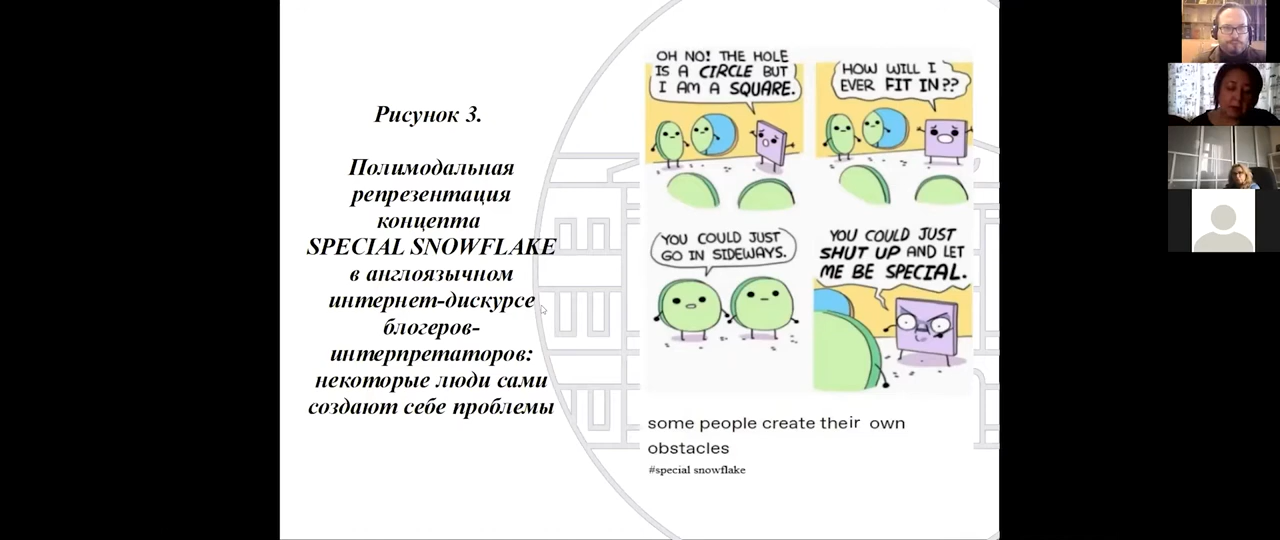 Рисунок 3.
Полимодальная
репрезентация
концепта
SPECIAL SNOWFLAKE
в англоязычном
интернет-дискурсе
блогеров-
интерпретаторов:
некоторые люди сами
создают себе проблемы
OH NO! THE HOLE
IS A CIRCLE BUT
I AM A SQUARE.
HOW WILL I
EVER FIT IN??
YOU COULD JUST
GO IN SIDEWAYS.
YOU COULD JUST
SHUT UP AND LET
ME BE SPECIAL.
some people create their own
obstacles
#special snowflake